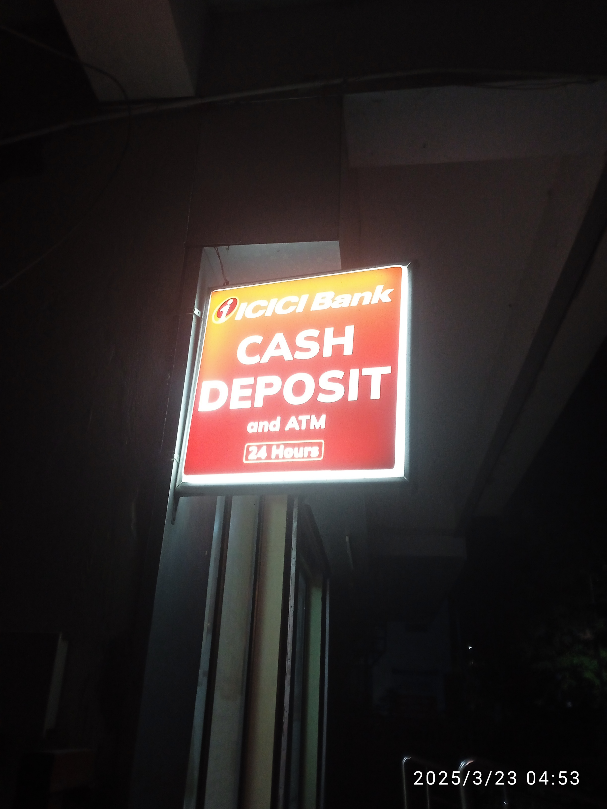 i ICICI Bank
CASH
DEPOSIT
and ATM
24 Hours
2025/3/23 04:53